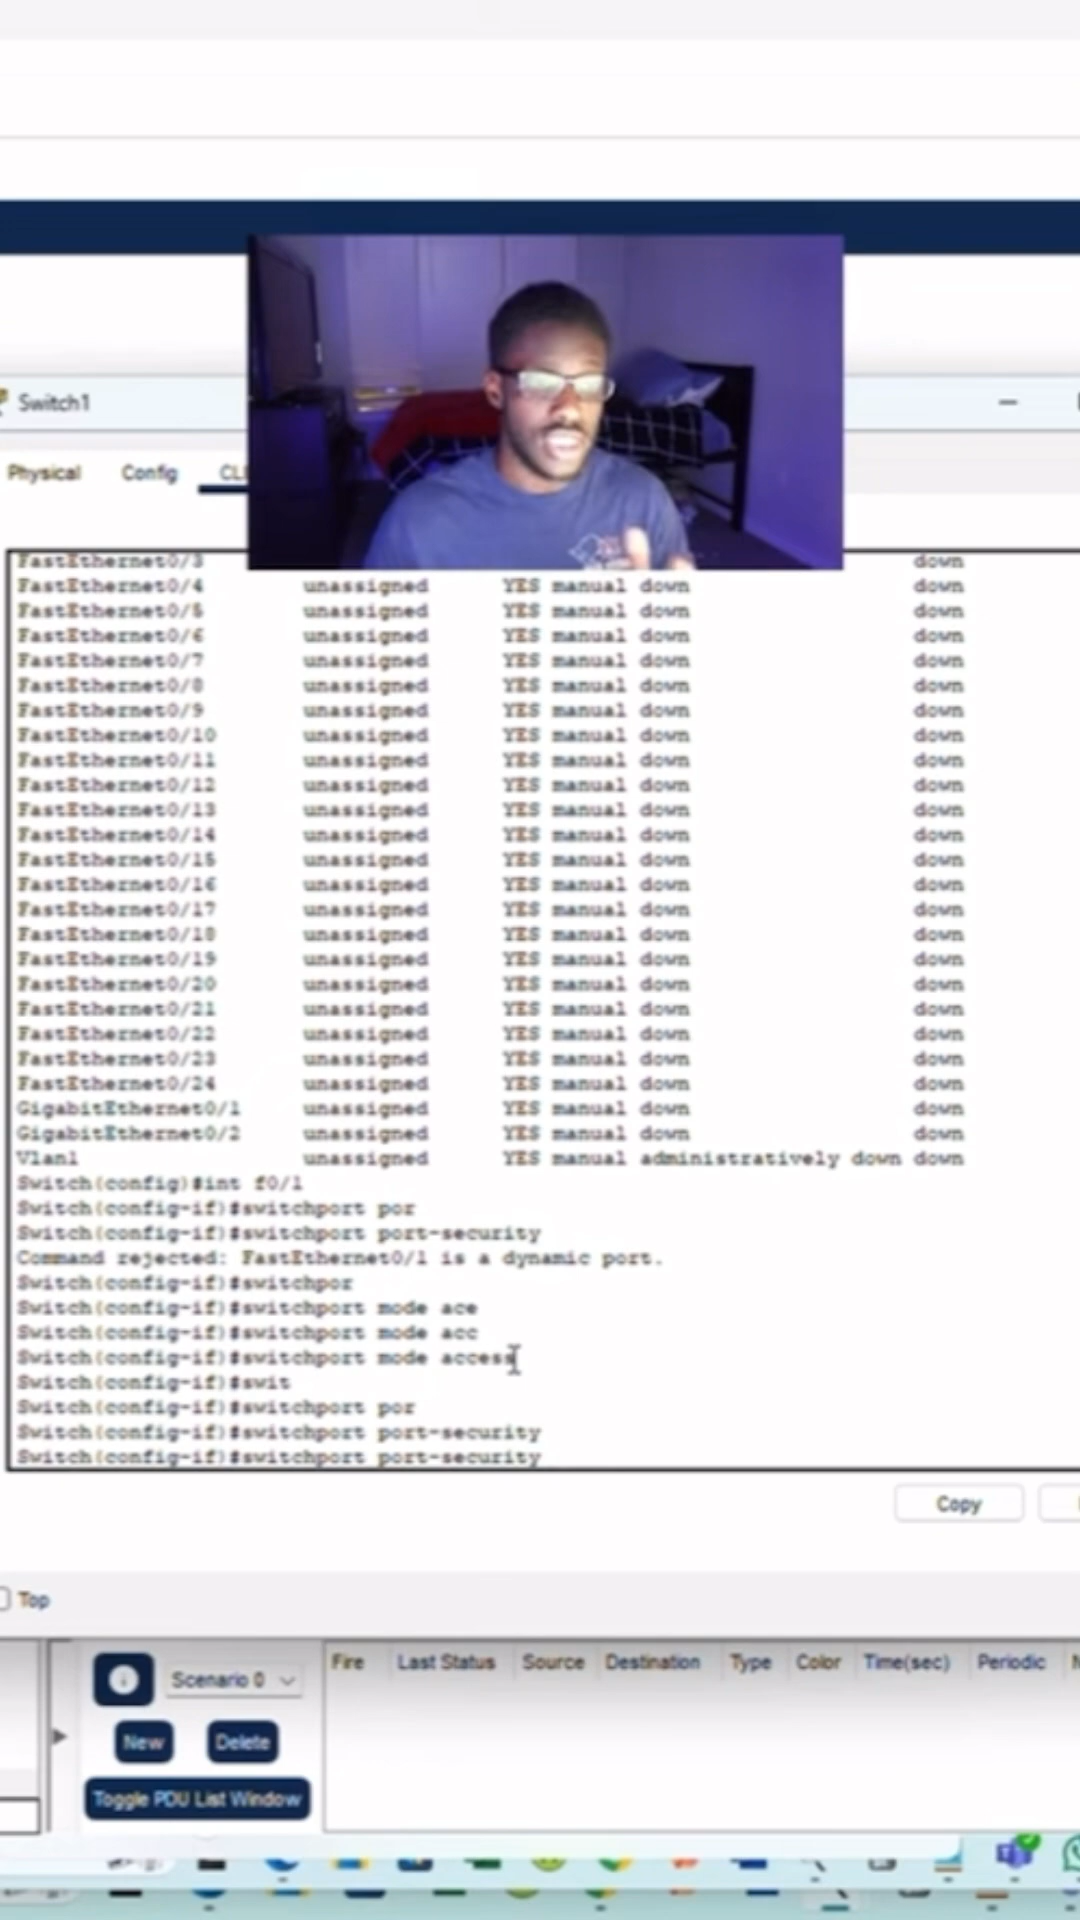 Switch1
Physical Config CLI
FastEthernet0/3 down
FastEthernet0/4 unassigned YES manual down down
FastEthernet0/5 unassigned YES manual down down
FastEthernet0/6 unassigned YES manual down down
FastEthernet0/7 unassigned YES manual down down
FastEthernet0/8 unassigned YES manual down down
FastEthernet0/9 unassigned YES manual down down
FastEthernet0/10 unassigned YES manual down down
FastEthernet0/11 unassigned YES manual down down
FastEthernet0/12 unassigned YES manual down down
FastEthernet0/13 unassigned YES manual down down
FastEthernet0/14 unassigned YES manual down down
FastEthernet0/15 unassigned YES manual down down
FastEthernet0/16 unassigned YES manual down down
FastEthernet0/17 unassigned YES manual down down
FastEthernet0/18 unassigned YES manual down down
FastEthernet0/19 unassigned YES manual down down
FastEthernet0/20 unassigned YES manual down down
FastEthernet0/21 unassigned YES manual down down
FastEthernet0/22 unassigned YES manual down down
FastEthernet0/23 unassigned YES manual down down
FastEthernet0/24 unassigned YES manual down down
GigabitEthernet0/1 unassigned YES manual down down
GigabitEthernet0/2 unassigned YES manual down down
Vlan1 unassigned YES manual administratively down down
Switch(config)#int f0/1
Switch(config-if)#switchport por
Switch(config-if)#switchport port-security
Command rejected: FastEthernet0/1 is a dynamic port.
Switch(config-if)#switchpor
Switch(config-if)#switchport mode ace
Switch(config-if)#switchport mode acc
Switch(config-if)#switchport mode access
Switch(config-if)#swit
Switch(config-if)#switchport por
Switch(config-if)#switchport port-security
Switch(config-if)#switchport port-security
Copy
Top
Fire Last Status Source Destination Type Color Time(sec) Periodic
Scenario 0
New Delete
Toggle PDU List Window